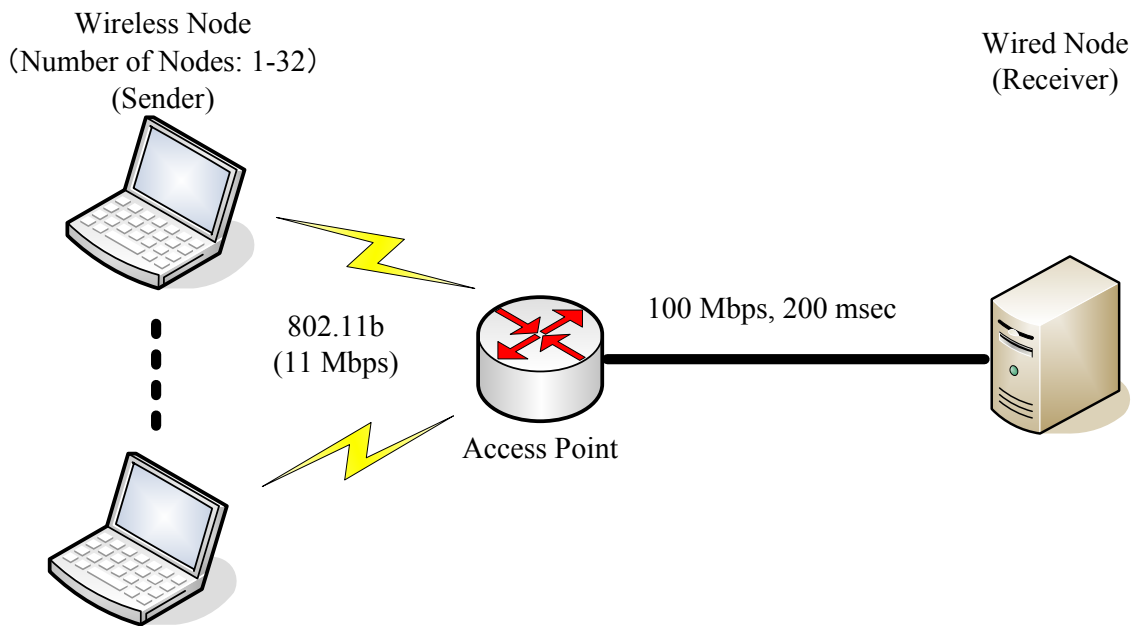 Wireless Node
（Number of Nodes: 1-32）
(Sender)
Wired Node
(Receiver)
802.11b
(11 Mbps)
100 Mbps, 200 msec
Access Point